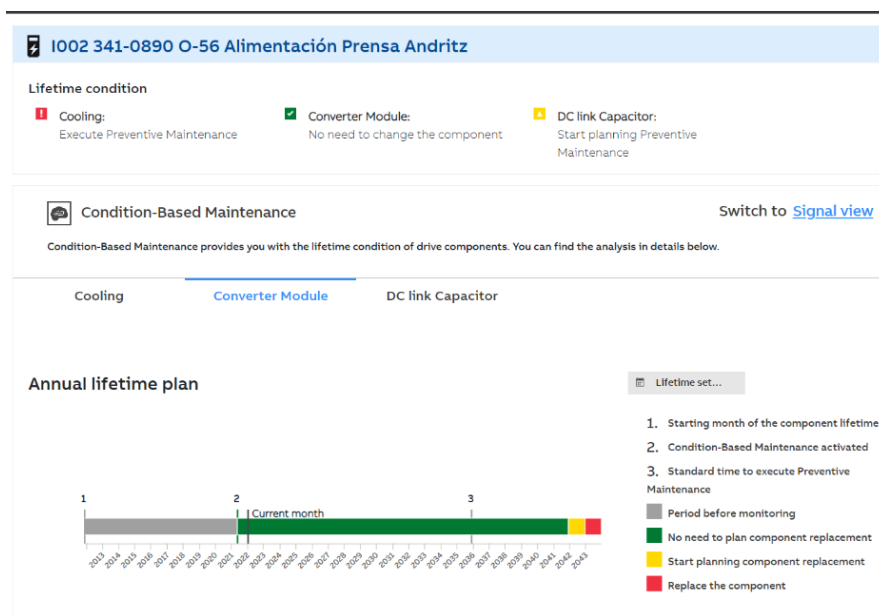 I002 341-0890 O-56 Alimentación Prensa Andritz
Lifetime condition
Cooling:
Execute Preventive Maintenance
Converter Module:
No need to change the component
DC link Capacitor:
Start planning Preventive
Maintenance
Condition-Based Maintenance
Switch to Signal view
Condition-Based Maintenance provides you with the lifetime condition of drive components. You can find the analysis in details below.
Cooling
Converter Module
DC link Capacitor
Annual lifetime plan
Lifetime set...
1. Starting month of the component lifetime
2. Condition-Based Maintenance activated
3. Standard time to execute Preventive
Maintenance
Period before monitoring
No need to plan component replacement
Start planning component replacement
Replace the component
1 2 3
Current month
2013 2014 2015 2016 2017 2018 2019 2020 2021 2022 2023 2024 2025 2026 2027 2028 2029 2030 2031 2032 2033 2034 2035 2036 2037 2038 2039 2040 2041 2042 2043